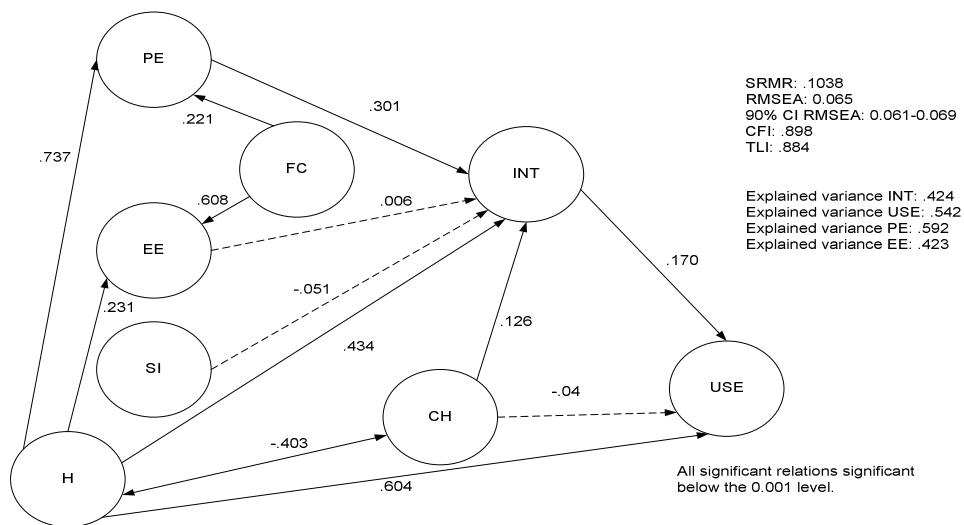 PE
SRMR: .1038
RMSEA: 0.065
90% CI RMSEA: 0.061-0.069
CFI: .898
TLI: .884
.301
.221
.737
FC
INT
.608
.006
EE
Explained variance INT: .424
Explained variance USE: .542
Explained variance PE: .592
Explained variance EE: .423
-.051
.170
.231
.126
.434
SI
USE
CH
-.04
-.403
H
.604
All significant relations significant
below the 0.001 level.